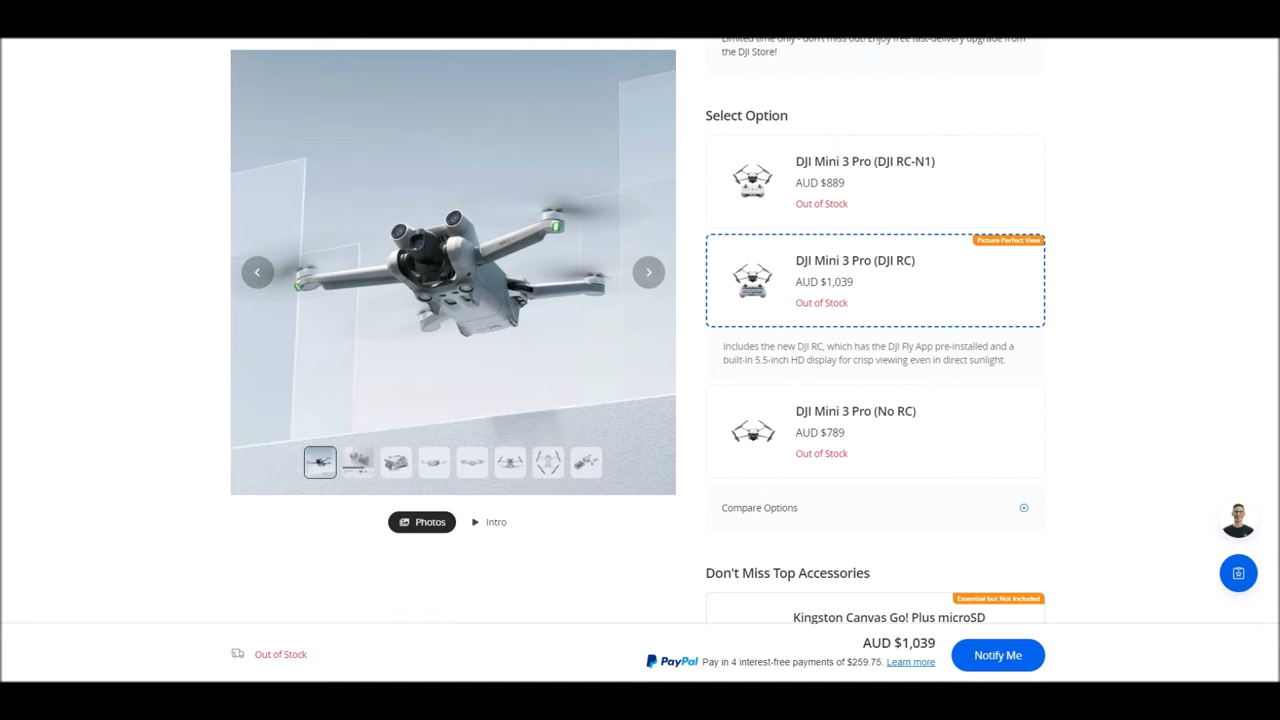 Limited time only - don't miss out! Enjoy free fast-delivery upgrade from
the DJI Store!
Select Option
DJI Mini 3 Pro (DJI RC-N1)
AUD $889
Out of Stock
Picture Perfect View
DJI Mini 3 Pro (DJI RC)
AUD $1,039
Out of Stock
Includes the new DJI RC, which has the DJI Fly App pre-installed and a
built-in 5.5-inch HD display for crisp viewing even in direct sunlight.
DJI Mini 3 Pro (No RC)
AUD $789
Out of Stock
Photos
Intro
Compare Options
Don't Miss Top Accessories
Essential but Not Included
Kingston Canvas Go! Plus microSD
Out of Stock
AUD $1,039
PayPal Pay in 4 interest-free payments of $259.75. Learn more
Notify Me